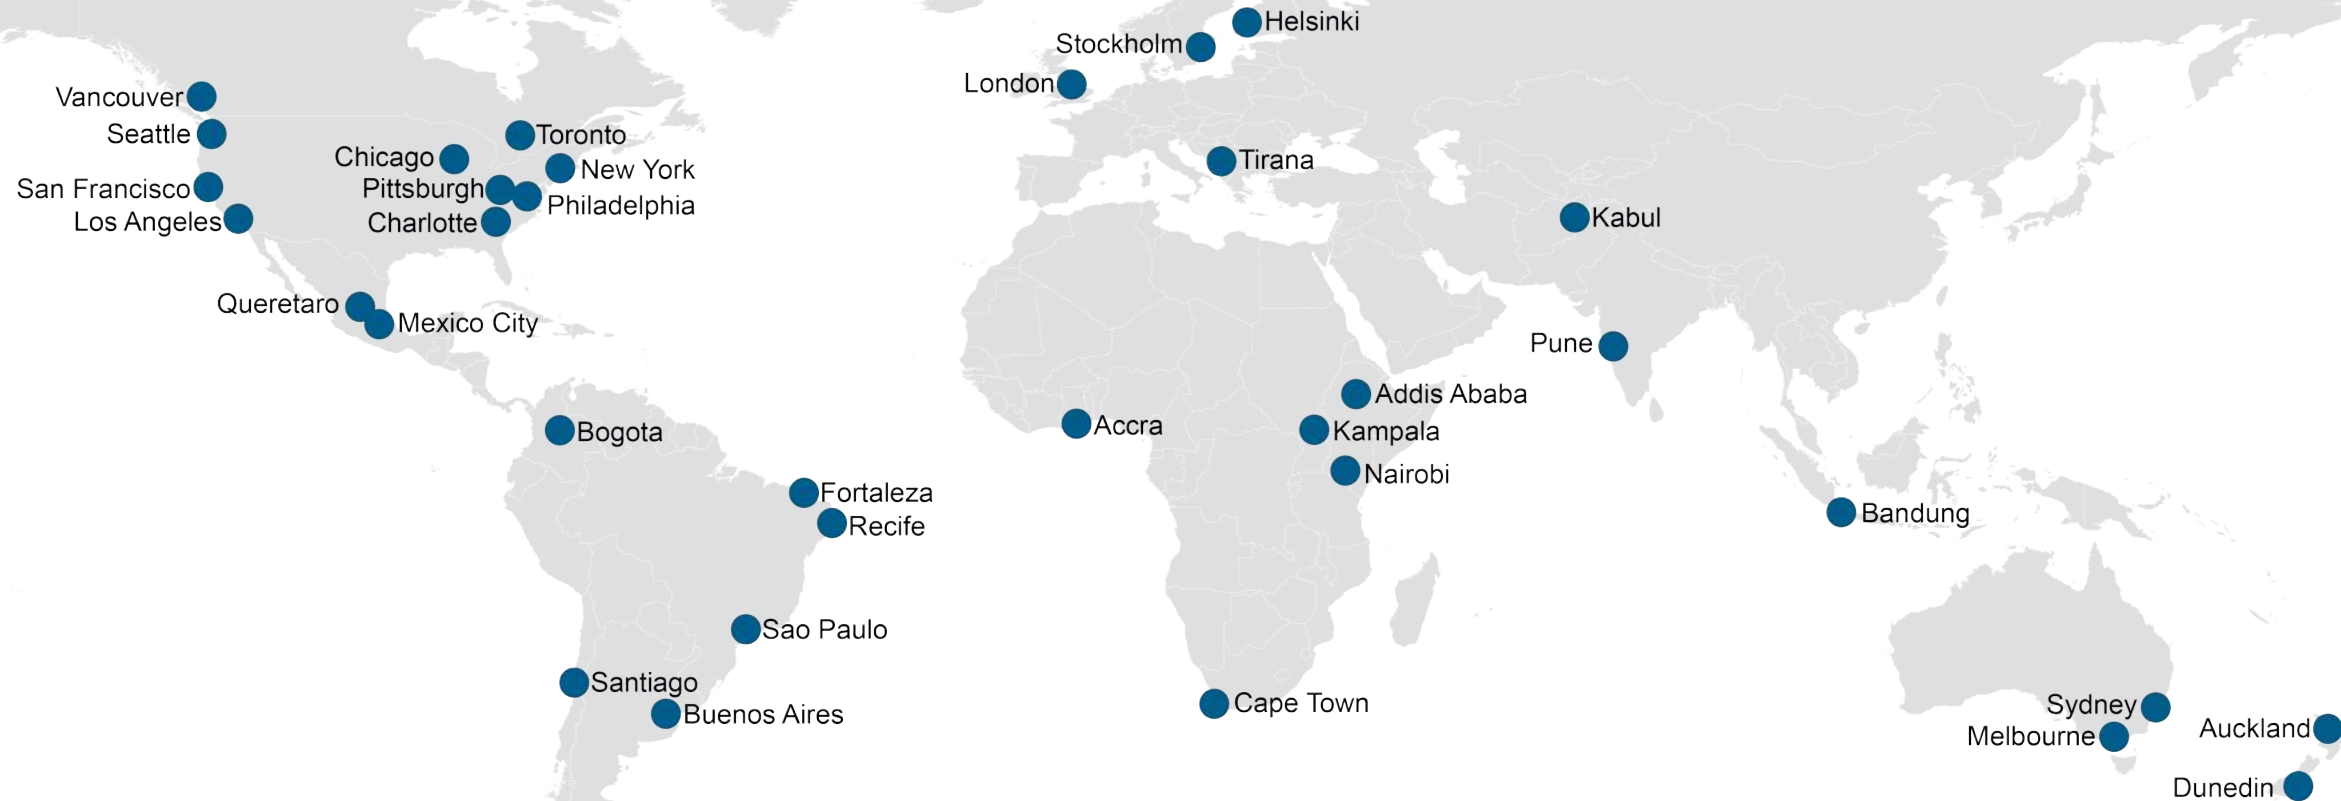 Helsinki
Stockholm
London
Vancouver
Seattle
Toronto
Chicago
New York
Tirana
Pittsburgh
San Francisco
Philadelphia
Los Angeles
Charlotte
Kabul
Queretaro
Mexico City
Pune
Addis Ababa
Accra
Kampala
Bogota
Nairobi
Fortaleza
Bandung
Recife
Sao Paulo
Santiago
Cape Town
Sydney
Buenos Aires
Auckland
Melbourne
Dunedin